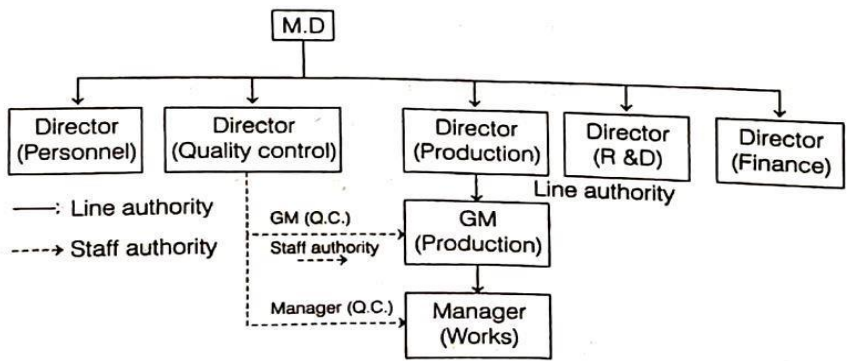 M.D
Director
(Personnel)
Director
(Quality control)
Director
(Production)
Director
(R &D)
Director
(Finance)
Line authority
Line authority
Staff authority
GM (Q.C.)
Staff authority
GM
(Production)
Manager (Q.C.)
Manager
(Works)